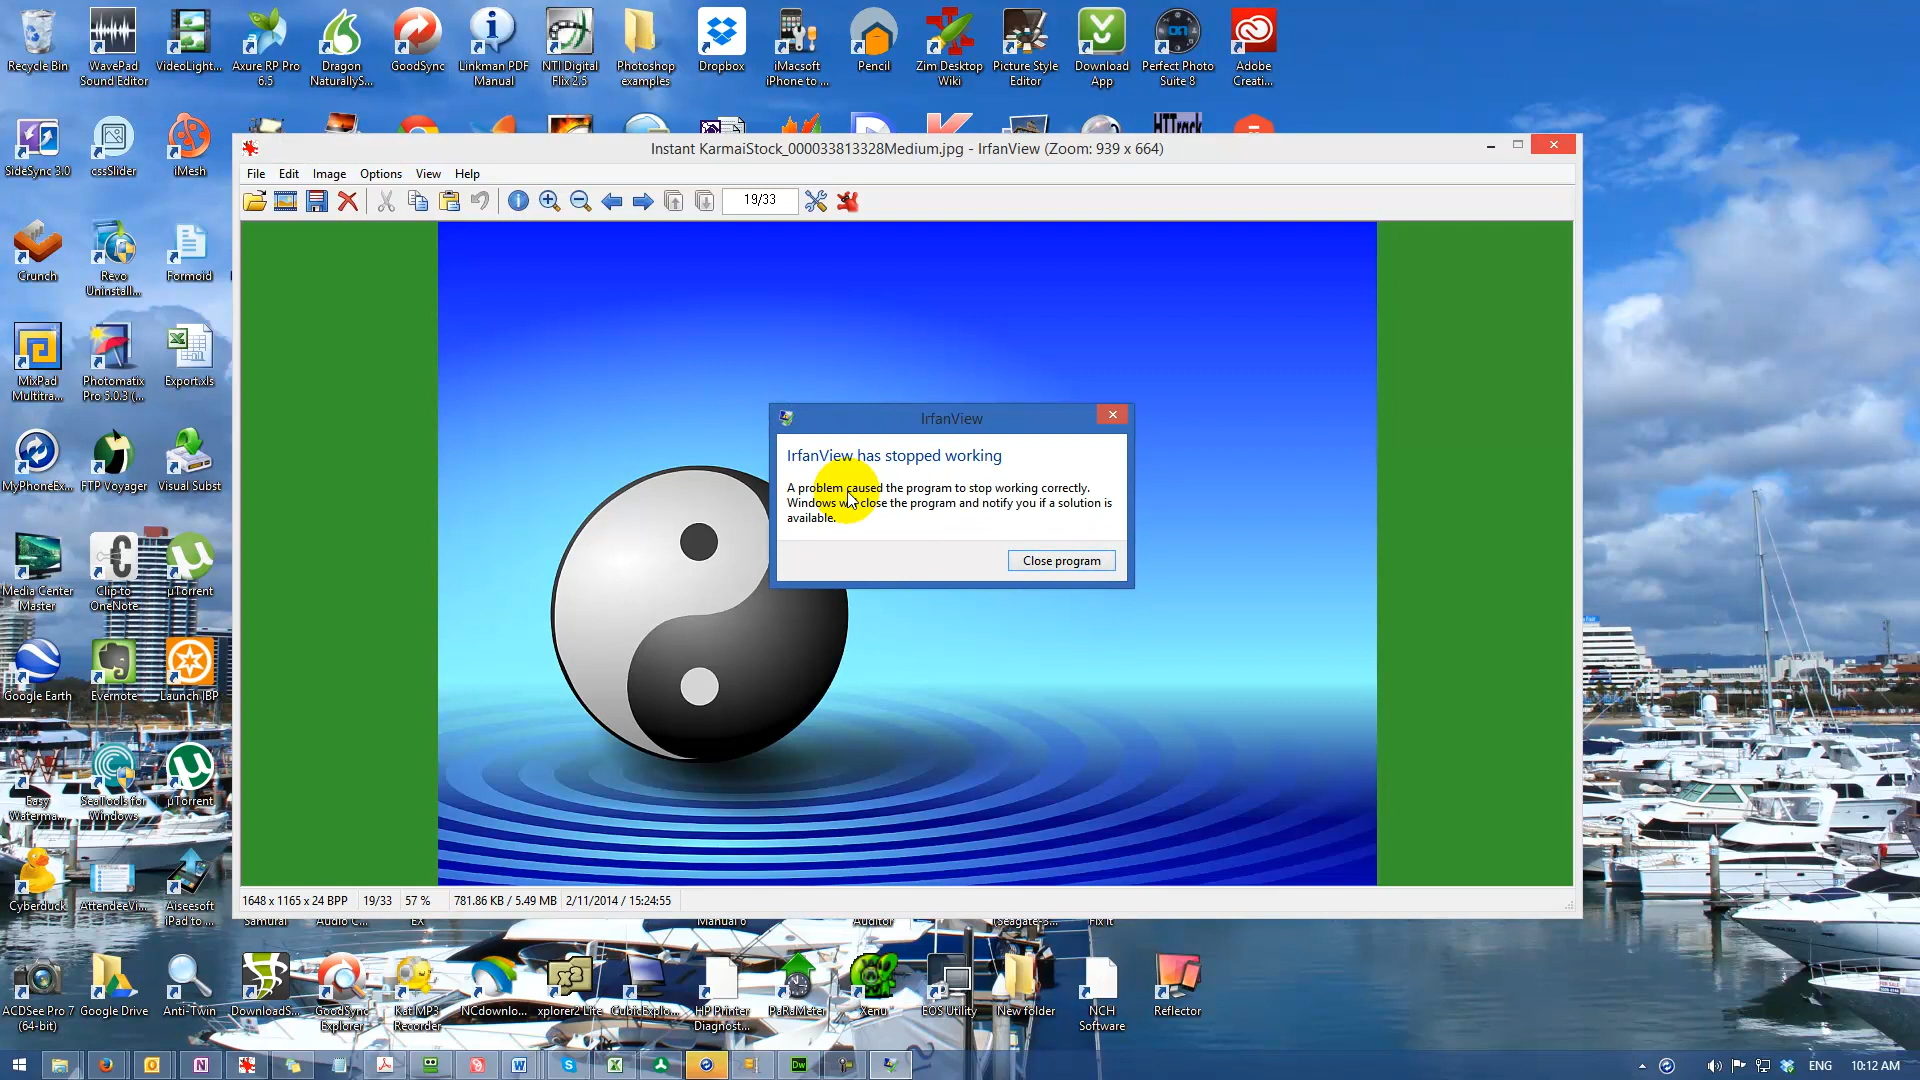 Recycle Bin
WavePad
Sound Editor
VideoLight...
Axure RP Pro
6.5
Dragon
NaturallyS...
GoodSync
Linkman PDF
Manual
NTI Digital
Flix 2.5
Photoshop
examples
Dropbox
iMacsoft
iPhone to ...
Pencil
Zim Desktop
Wiki
Picture Style
Editor
Download
App
on
Perfect Photo
Suite 8
Adobe
Creati...
HTTrack
SideSync 3.0
cssSlider
iMesh
Instant KarmaiStock_000033813328Medium.jpg - IrfanView (Zoom: 939 x 664)
File
Edit
Image
Options
View
Help
19/33
Crunch
Revo
Uninstall...
Formoid
MixPad
Multitra...
Photomatix
Pro 5.0.3 (...
Export.xls
IrfanView
IrfanView has stopped working
A problem caused the program to stop working correctly.
Windows will close the program and notify you if a solution is
available.
Close program
MyPhoneEx...
FTP Voyager
Visual Subst
Media Center
Master
Clip to
OneNote
µTorrent
Google Earth
Evernote
Launch JBP
Easy
Waterma...
SeaTools for
Windows
µTorrent
Cyberduck
AttendeeVi...
Aiseesoft
iPad to ...
1648 x 1165 x 24 BPP
19/33
57 %
781.86 KB / 5.49 MB
2/11/2014 / 15:24:55
Samurai
Audio C...
EX
Manual 6
Auditor
(Seagate-3...
Fix It
ACDSee Pro 7
(64-bit)
Google Drive
Anti-Twin
DownloadS...
GoodSync
Explorer
Kat MP3
Recorder
NCdownlo...
xplorer2 Lite
CubicExplo...
HP Printer
Diagnost...
PaRaMeter
Xenu
EOS Utility
New folder
NCH
Software
Reflector
ENG
10:12 AM